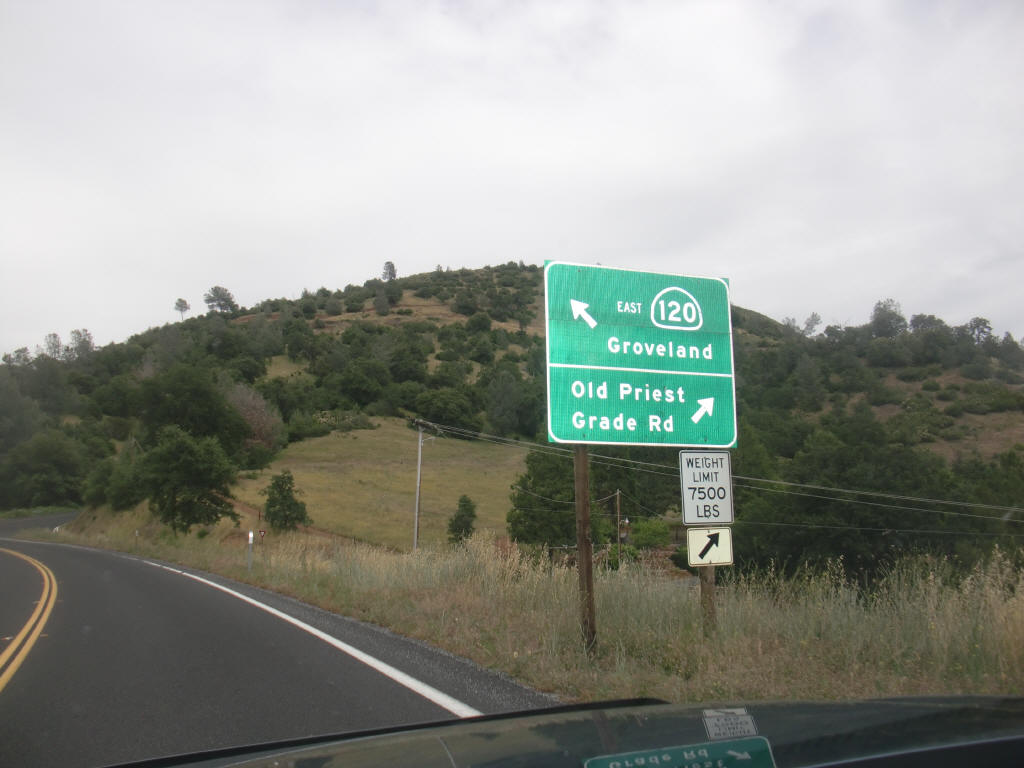 EAST 120
Groveland
Old Priest
Grade Rd
WEIGHT
LIMIT
7500
LBS